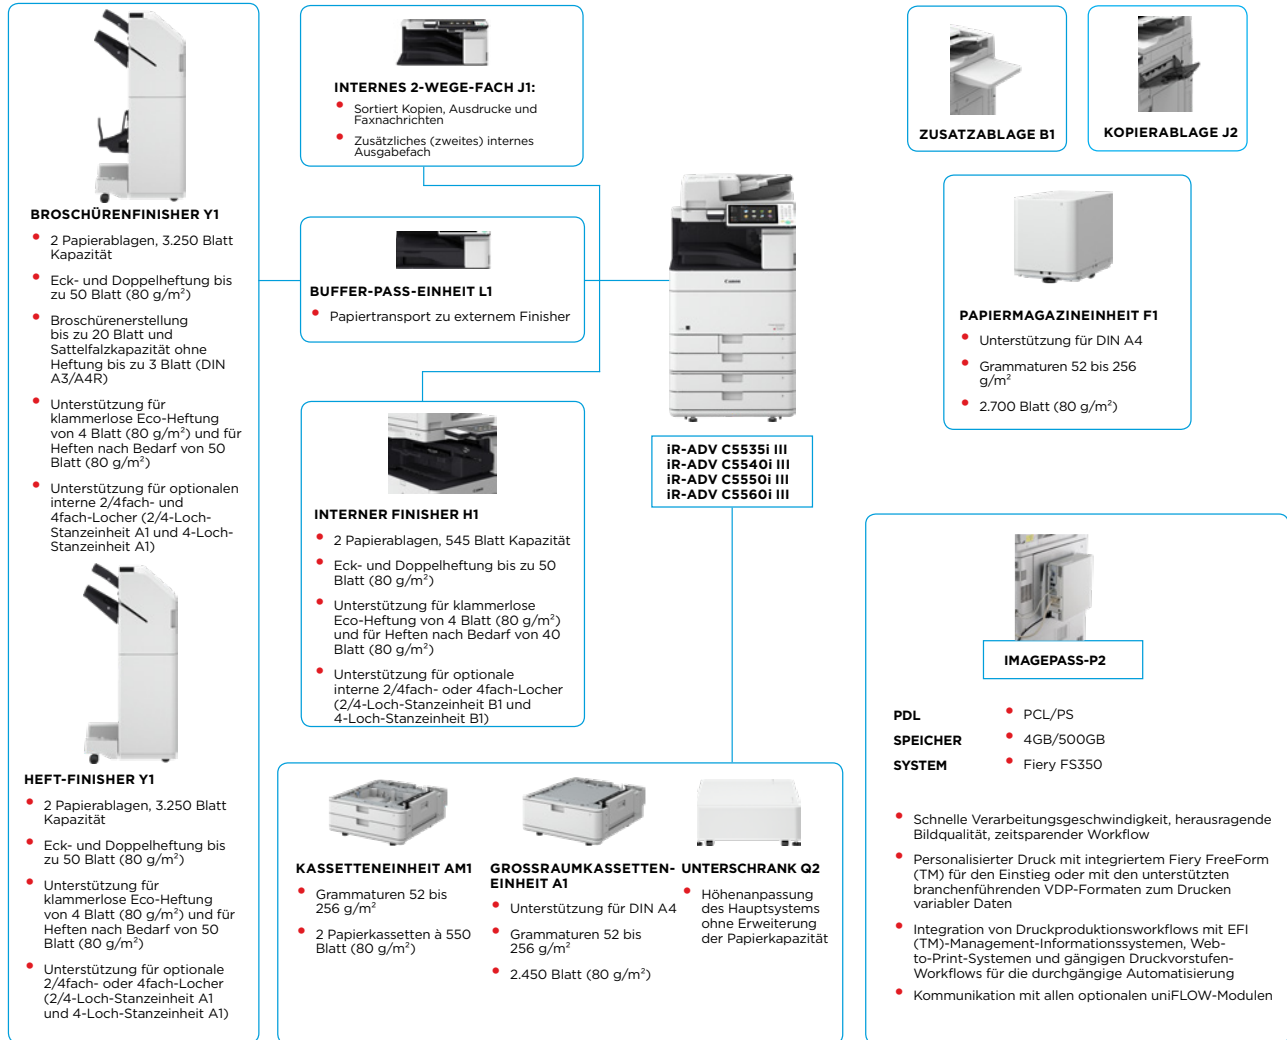 BROSCHÜRENFINISHER Y1
• 2 Papierablagen, 3.250 Blatt
Kapazität
• Eck- und Doppelheftung bis
zu 50 Blatt (80 g/m²)
• Broschürenerstellung
bis zu 20 Blatt und
Sattelfalzkapazität ohne
Heftung bis zu 3 Blatt (DIN
A3/A4R)
• Unterstützung für
klammerlose Eco-Heftung
von 4 Blatt (80 g/m²) und für
Heften nach Bedarf von 50
Blatt (80 g/m²)
• Unterstützung für optionalen
interne 2/4fach- und
4fach-Locher (2/4-Loch-
Stanzeinheit A1 und 4-Loch-
Stanzeinheit A1)
HEFT-FINISHER Y1
• 2 Papierablagen, 3.250 Blatt
Kapazität
• Eck- und Doppelheftung bis
zu 50 Blatt (80 g/m²)
• Unterstützung für
klammerlose Eco-Heftung
von 4 Blatt (80 g/m²) und für
Heften nach Bedarf von 50
Blatt (80 g/m²)
• Unterstützung für optionale
2/4fach- oder 4fach-Locher
(2/4-Loch-Stanzeinheit A1
und 4-Loch-Stanzeinheit A1)
INTERNES 2-WEGE-FACH J1:
• Sortiert Kopien, Ausdrucke und
Faxnachrichten
• Zusätzliches (zweites) internes
Ausgabefach
BUFFER-PASS-EINHEIT L1
• Papiertransport zu externem Finisher
INTERNER FINISHER H1
• 2 Papierablagen, 545 Blatt Kapazität
• Eck- und Doppelheftung bis zu 50
Blatt (80 g/m²)
• Unterstützung für klammerlose
Eco-Heftung von 4 Blatt (80 g/m²)
und für Heften nach Bedarf von 40
Blatt (80 g/m²)
• Unterstützung für optionale
interne 2/4fach- oder 4fach-Locher
(2/4-Loch-Stanzeinheit B1 und
4-Loch-Stanzeinheit B1)
Canon
iR-ADV C5535i III
iR-ADV C5540i III
iR-ADV C5550i III
iR-ADV C5560i III
KASSETTENEINHEIT AM1
• Grammaturen 52 bis
256 g/m²
• 2 Papierkassetten à 550
Blatt (80 g/m²)
GROSSRAUMKASSETTEN-
EINHEIT A1
• Unterstützung für DIN A4
• Grammaturen 52 bis
256 g/m²
• 2.450 Blatt (80 g/m²)
UNTERSCHRANK Q2
• Höhenanpassung
des Hauptsystems
ohne Erweiterung
der Papierkapazität
ZUSATZABLAGE B1
KOPIERABLAGE J2
PAPIERMAGAZINEINHEIT F1
• Unterstützung für DIN A4
• Grammaturen 52 bis 256
g/m²
• 2.700 Blatt (80 g/m²)
IMAGEPASS-P2
PDL • PCL/PS
SPEICHER • 4GB/500GB
SYSTEM • Fiery FS350
• Schnelle Verarbeitungsgeschwindigkeit, herausragende
Bildqualität, zeitsparender Workflow
• Personalisierter Druck mit integriertem Fiery FreeForm
(TM) für den Einstieg oder mit den unterstützten
branchenführenden VDP-Formaten zum Drucken
variabler Daten
• Integration von Druckproduktionsworkflows mit EFI
(TM)-Management-Informationssystemen, Web-
to-Print-Systemen und gängigen Druckvorstufen-
Workflows für die durchgängige Automatisierung
• Kommunikation mit allen optionalen uniFLOW-Modulen